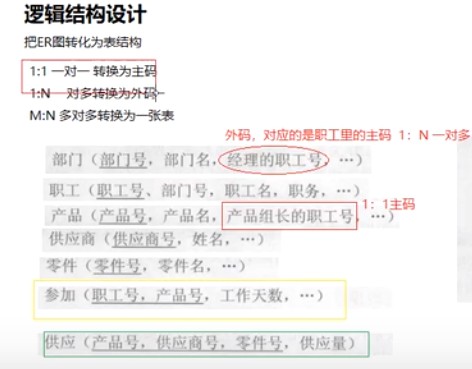 逻辑结构设计
把ER图转化为表结构
1:1 一对一 转换为主码
1:N 对多转换为外码
M:N 多对多转换为一张表
外码，对应的是职工里的主码 1：N 一对多
部门（部门号，部门名，经理的职工号，…）
职工（职工号、部门号，职工名，职务，…）
产品（产品号，产品名，产品组长的职工号，…）
1：1主码
供应商（供应商号，姓名，…）
零件（零件号，零件名，…）
参加（职工号，产品号，工作天数，…）
供应（产品号，供应商号，零件号，供应量）